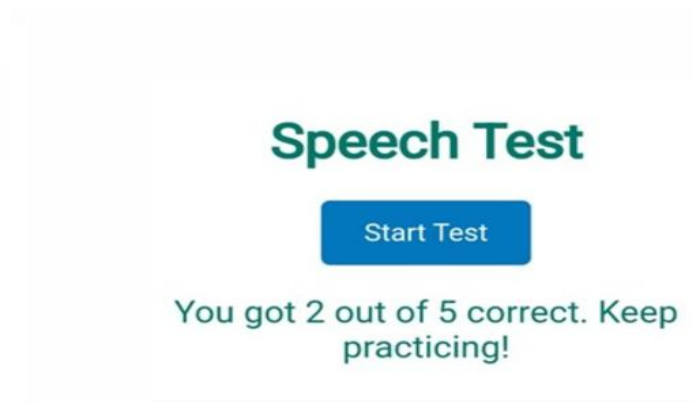 Speech Test
Start Test
You got 2 out of 5 correct. Keep
practicing!